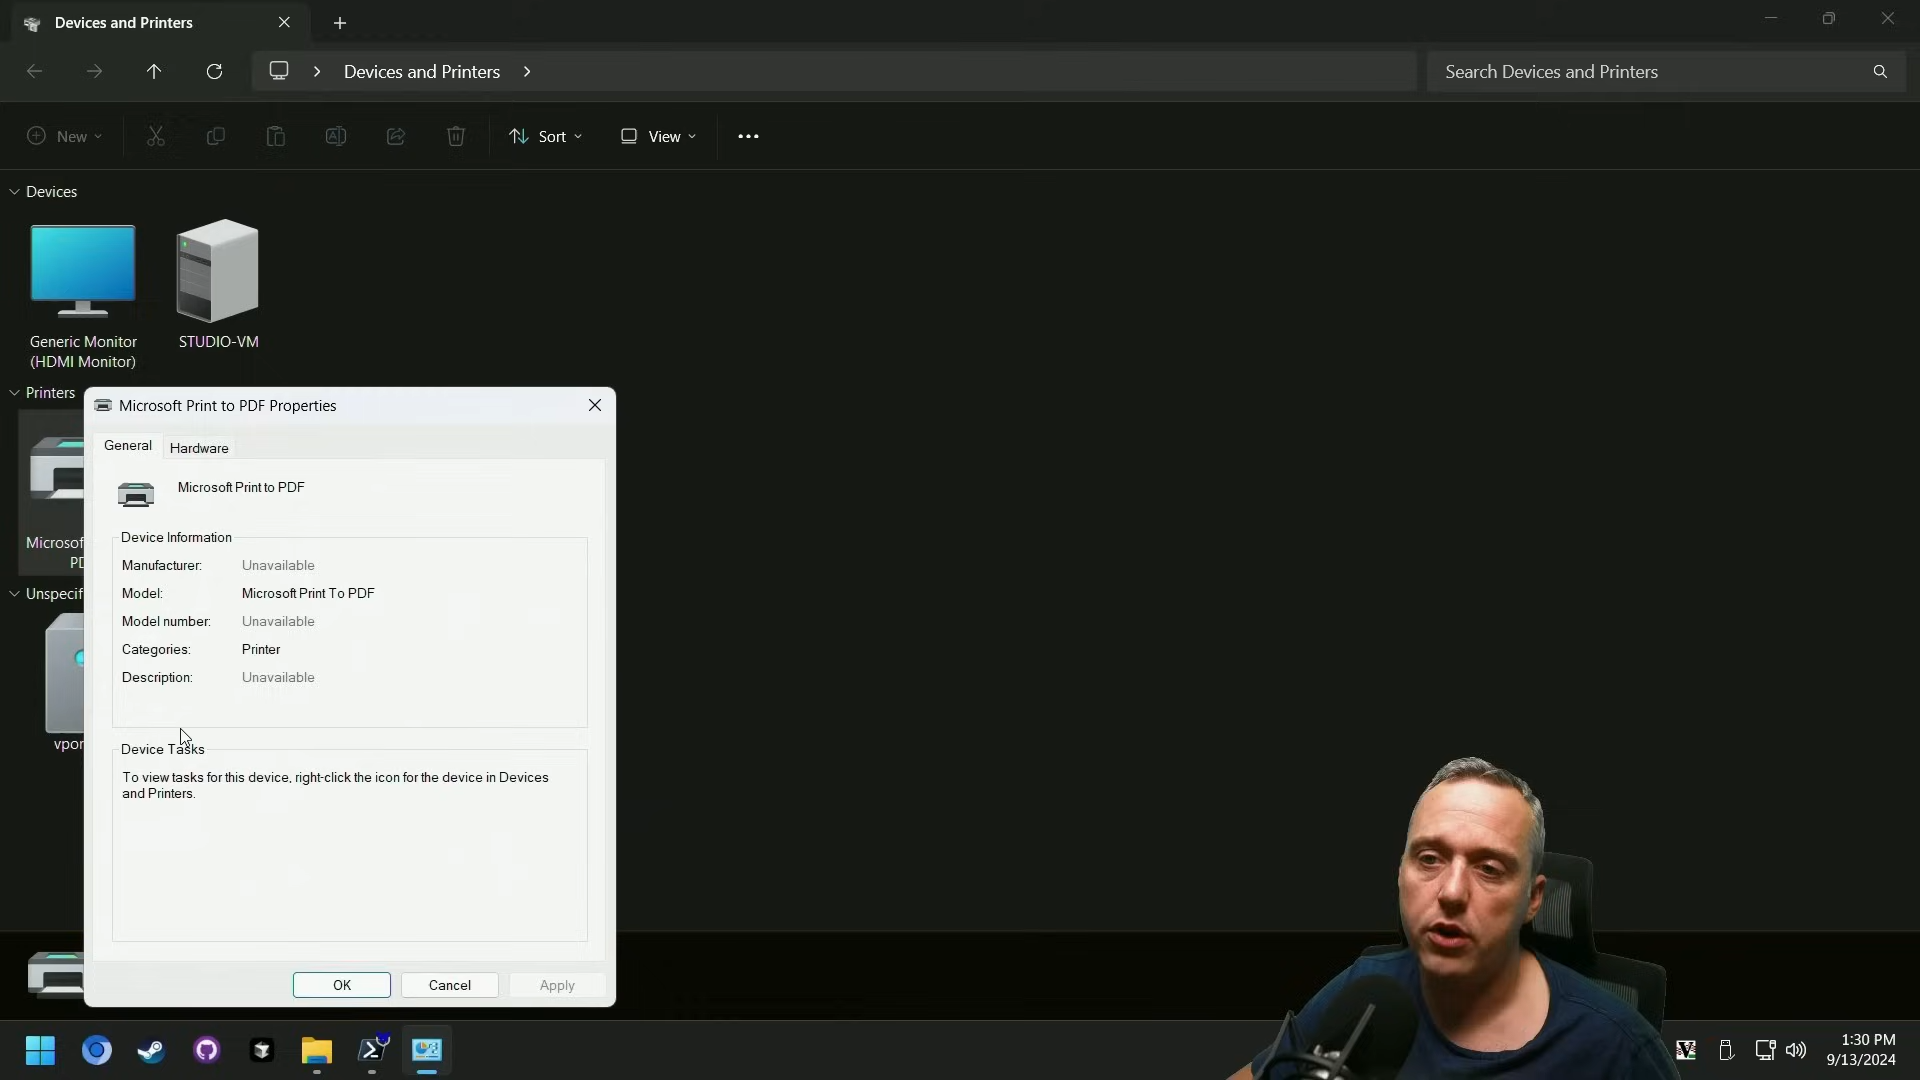 Devices and Printers
Devices and Printers
Search Devices and Printers
New
Sort
View
Devices
Generic Monitor
(HDMI Monitor)
STUDIO-VM
Printers
Microsof
PD
Unspecif
vpor
Microsoft Print to PDF Properties
General
Hardware
Microsoft Print to PDF
Device Information
Manufacturer: Unavailable
Model: Microsoft Print To PDF
Model number: Unavailable
Categories: Printer
Description: Unavailable
Device Tasks
To view tasks for this device, right-click the icon for the device in Devices
and Printers.
OK
Cancel
Apply
1:30 PM
9/13/2024